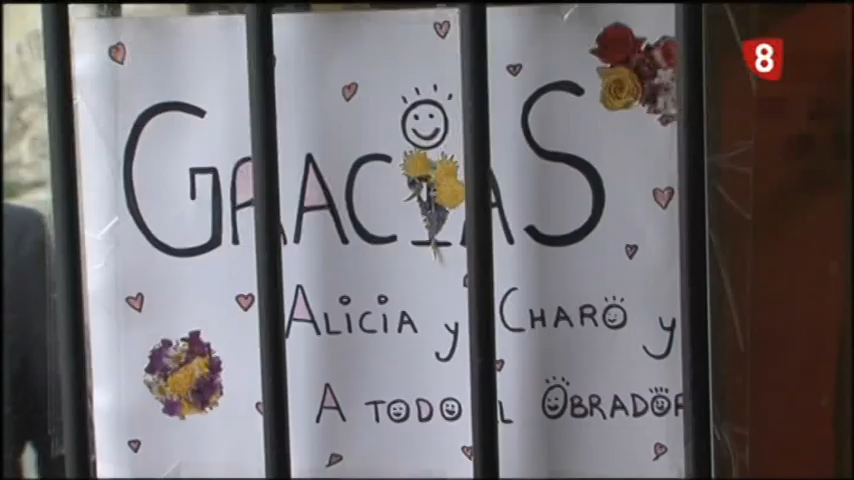 8
GRACIAS
ALICIA y CHARO y
A TODO EL OBRADOR